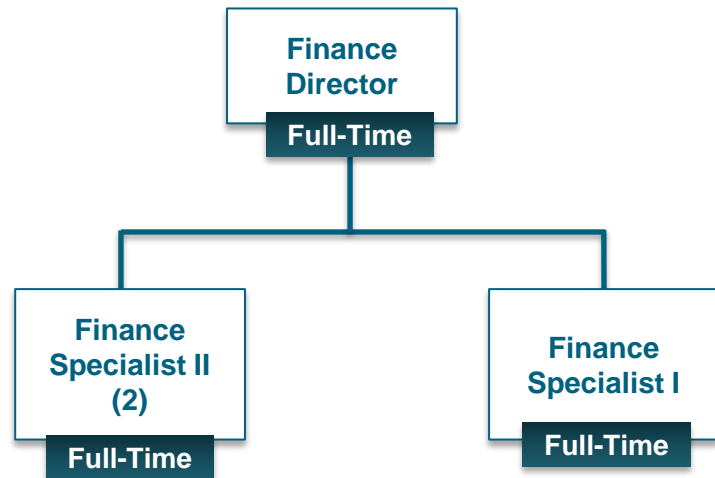 Finance
Director
Full-Time
Finance
Specialist II
(2)
Full-Time
Finance
Specialist I
Full-Time